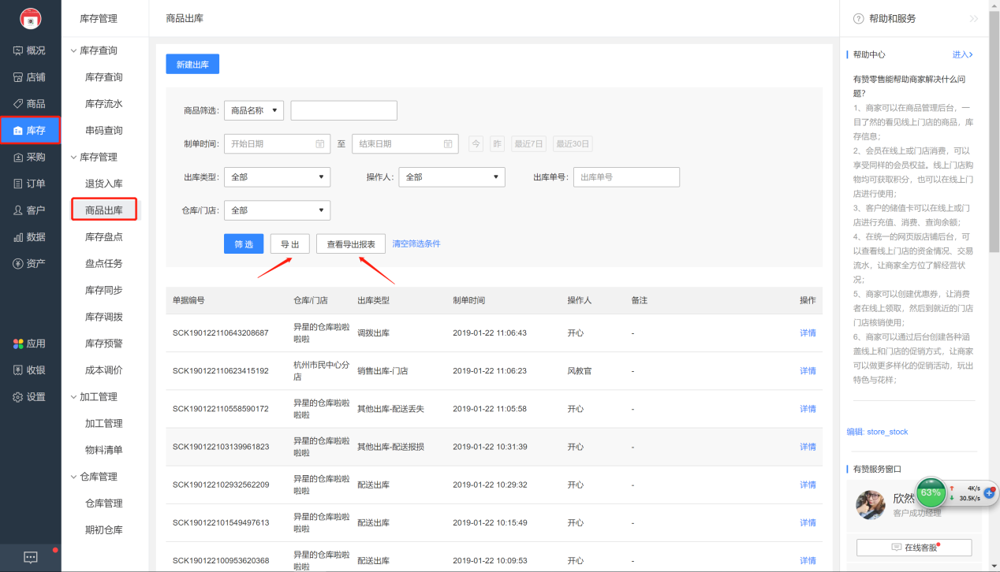 概况
店铺
商品
库存
采购
订单
客户
数据
资产
应用
收银
设置
库存管理
库存查询
库存查询
库存流水
串码查询
库存管理
退货入库
商品出库
库存盘点
盘点任务
库存同步
库存调拨
库存预警
成本调价
加工管理
加工管理
物料清单
仓库管理
仓库管理
期初仓库
商品出库
新建出库
商品筛选: 商品名称
制单时间: 开始日期 至 结束日期 今 昨 最近7日 最近30日
出库类型: 全部 操作人: 全部 出库单号: 出库单号
仓库/门店: 全部
筛选 导出 查看导出报表 清空筛选条件
单据编号 仓库/门店 出库类型 制单时间 操作人 备注 操作
SCK190122110643208687 异星的仓库啦啦啦啦 调拨出库 2019-01-22 11:06:43 开心 - 详情
SCK190122110623415192 杭州市民中心分店 销售出库-门店 2019-01-22 11:06:23 风教官 - 详情
SCK190122110558590172 异星的仓库啦啦啦啦 其他出库-配送丢失 2019-01-22 11:05:58 开心 - 详情
SCK190122103139961823 异星的仓库啦啦啦啦 其他出库-配送报损 2019-01-22 10:31:39 开心 - 详情
SCK190122102932562209 异星的仓库啦啦啦啦 配送出库 2019-01-22 10:29:32 开心 - 详情
SCK190122101549497613 异星的仓库啦啦啦啦 配送出库 2019-01-22 10:15:49 开心 - 详情
SCK190122100953620368 异星的仓库啦啦啦啦 配送出库 2019-01-22 10:09:53 开心 - 详情
帮助和服务
帮助中心 进入
有赞零售能帮助商家解决什么问
题?
1、商家可以在商品管理后台，一
目了然的看见线上门店的商品，库
存信息；
2、会员在线上或门店消费，可以
享受同样的会员权益。线上门店购
物均可获取积分，也可以在线上门
店进行使用；
3、客户的储值卡可以在线上或门
店进行充值、消费、查询余额；
4、在统一的网页版店铺后台，可
以查看线上门店的资金情况、交易
流水，让商家全方位了解经营状
况；
5、商家可以创建优惠券，让消费
者在线上领取，然后到就近的门店
门店核销使用；
6、商家可以通过后台创建各种涵
盖线上和门店的促销方式，让商家
可以做更多样化的促销活动，玩出
特色与花样；
编辑: store_stock
有赞服务窗口
欣然
客户成功经理
63%
4K/s
30.5K/s
在线客服